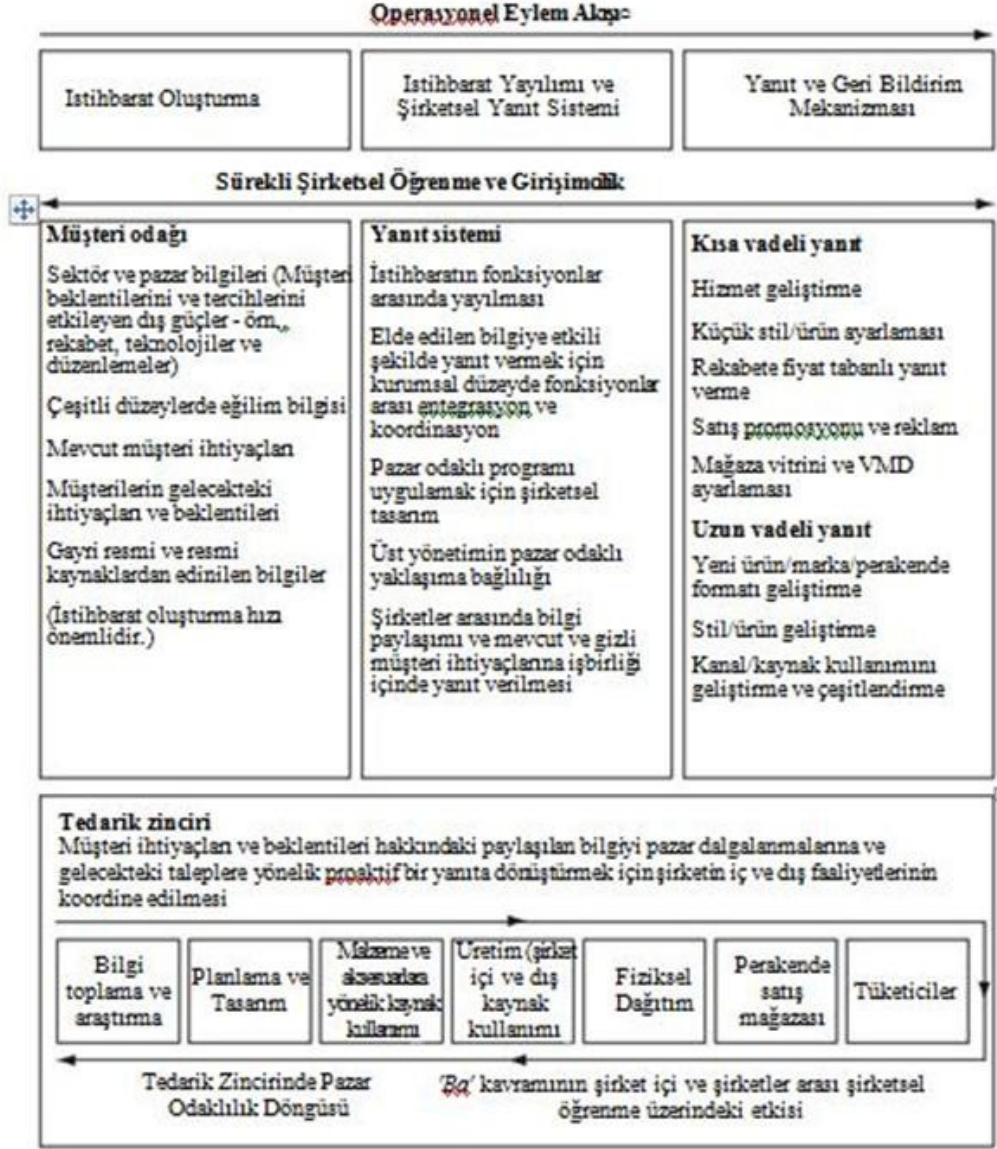 Operasyonel Eylem Akışı
İstihbarat Oluşturma
İstihbarat Yayılımı ve
Şirketsel Yanıt Sistemi
Yanıt ve Geri Bildirim
Mekanizması
Sürekli Şirketsel Öğrenme ve Girişimcilik
Müşteri odağı
Sektör ve pazar bilgileri (Müşteri
beklentilerini ve tercihlerini
etkileyen dış güçler - örn.,
rekabet, teknolojiler ve
düzenlemeler)
Çeşitli düzeylerde eğilim bilgisi
Mevcut müşteri ihtiyaçları
Müşterilerin gelecekteki
ihtiyaçları ve beklentileri
Gayri resmi ve resmi
kaynaklardan edinilen bilgiler
(İstihbarat oluşturma hızı
önemlidir.)
Yanıt sistemi
İstihbaratın fonksiyonlar
arasında yayılması
Elde edilen bilgiye etkili
şekilde yanıt vermek için
kurumsal düzeyde fonksiyonlar
arası entegrasyon ve
koordinasyon
Pazar odaklı programı
uygulamak için şirketsel
tasarım
Üst yönetimin pazar odaklı
yaklaşıma bağlılığı
Şirketler arasında bilgi
paylaşımı ve mevcut ve gizli
müşteri ihtiyaçlarına işbirliği
içinde yanıt verilmesi
Kısa vadeli yanıt
Hizmet geliştirme
Küçük stil/ürün ayarlaması
Rekabete fiyat tabanlı yanıt
verme
Satış promosyonu ve reklam
Mağaza vitrini ve VMD
ayarlaması
Uzun vadeli yanıt
Yeni ürün/marka/perakende
formatı geliştirme
Stil/ürün geliştirme
Kanal/kaynak kullanımını
geliştirme ve çeşitlendirme
Tedarik zinciri
Müşteri ihtiyaçları ve beklentileri hakkındaki paylaşılan bilgiyi pazar dalgalanmalarına ve
gelecekteki taleplere yönelik proaktif bir yanıta dönüştürmek için şirketin iç ve dış faaliyetlerinin
koordine edilmesi
Bilgi
toplama ve
araştırma
Planlama ve
Tasarım
Malzeme ve
aksesuarlara
yönelik kaynak
kullanımı
Üretim (şirket
içi ve dış
kaynak
kullanımı
Fiziksel
Dağıtım
Perakende
satış
mağazası
Tüketiciler
Tedarik Zincirinde Pazar
Odaklılık Döngüsü
'Ba' kavramının şirket içi ve şirketler arası şirketsel
öğrenme üzerindeki etkisi